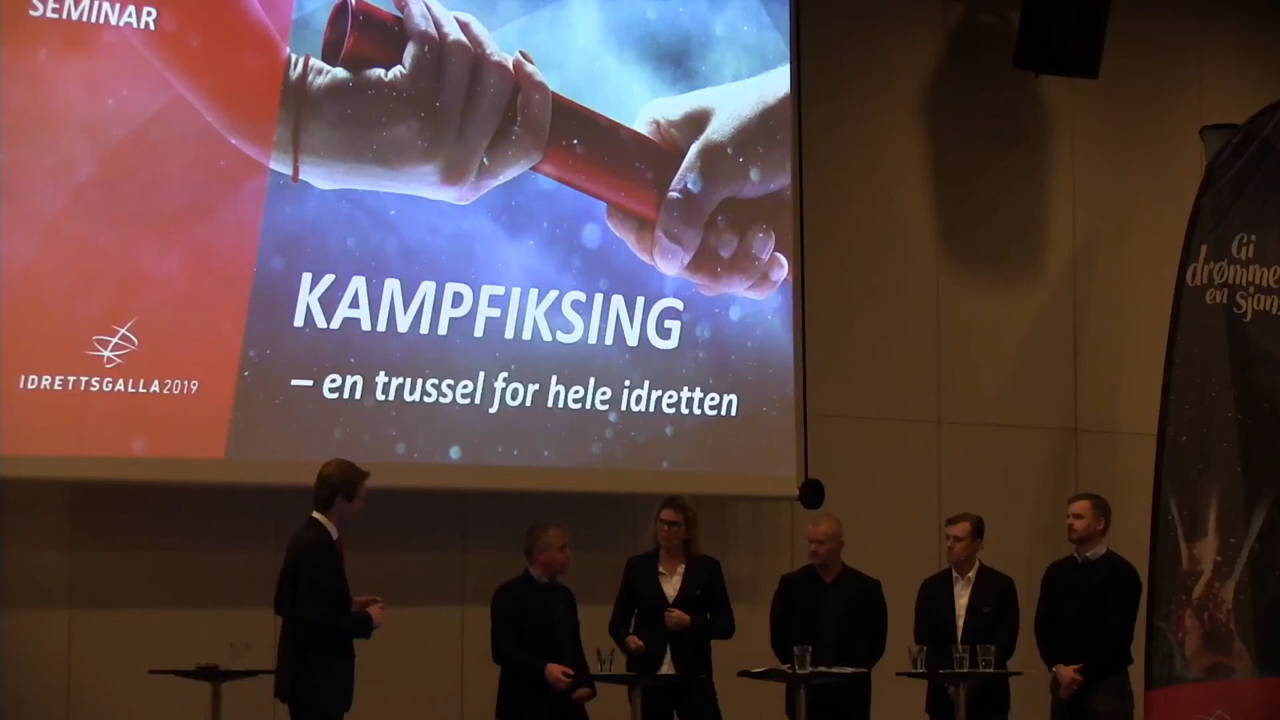 SEMINAR
KAMPFIKSING
– en trussel for hele idretten
IDRETTSGALLA2019
Gi
drømme
en sjan